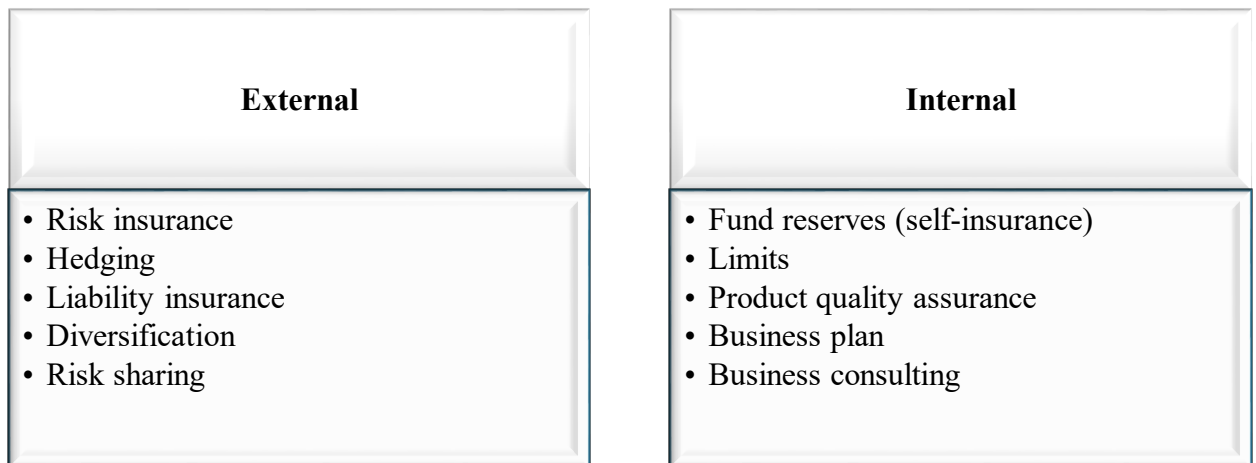 External
• Risk insurance
• Hedging
• Liability insurance
• Diversification
• Risk sharing
Internal
• Fund reserves (self-insurance)
• Limits
• Product quality assurance
• Business plan
• Business consulting